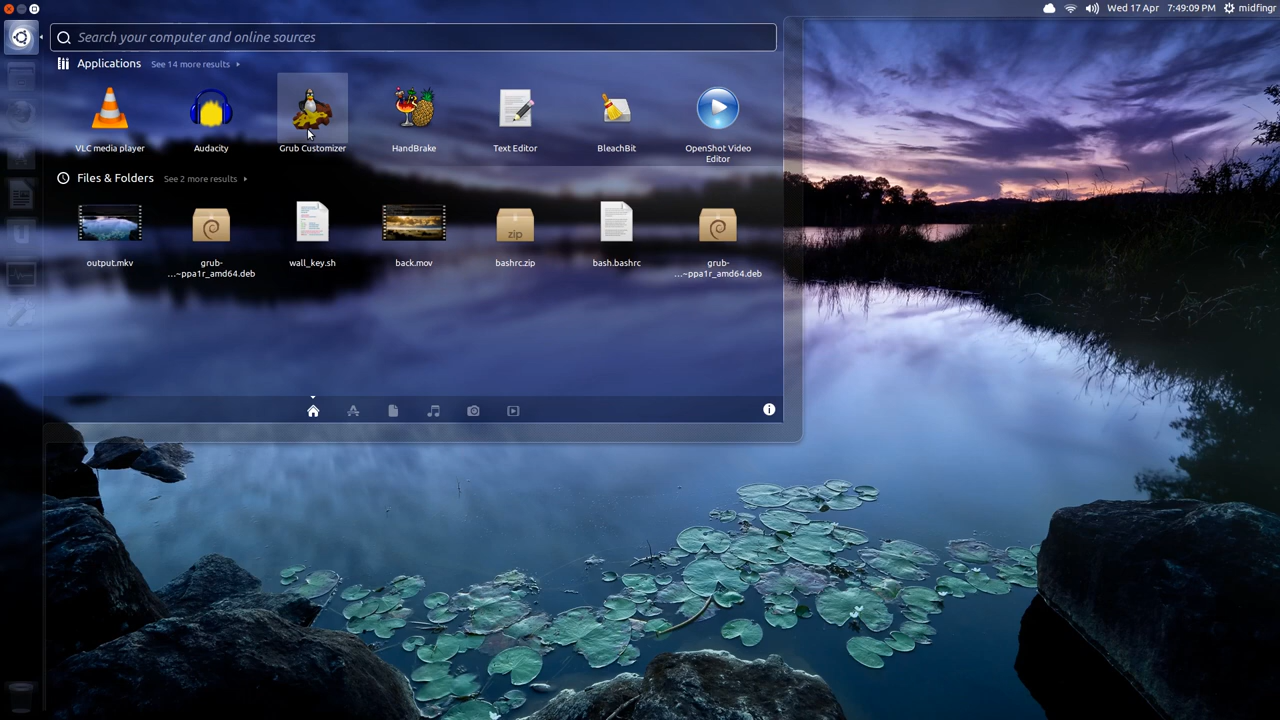 Wed 17 Apr 7:49:09 PM midfingr
Search your computer and online sources
Applications See 14 more results
VLC media player
Audacity
Grub Customizer
HandBrake
Text Editor
BleachBit
OpenShot Video
Editor
Files & Folders See 2 more results
output.mkv
grub-
...~ppa1r_amd64.deb
wall_key.sh
back.mov
zip
bashrc.zip
bash.bashrc
grub-
...~ppa1r_amd64.deb